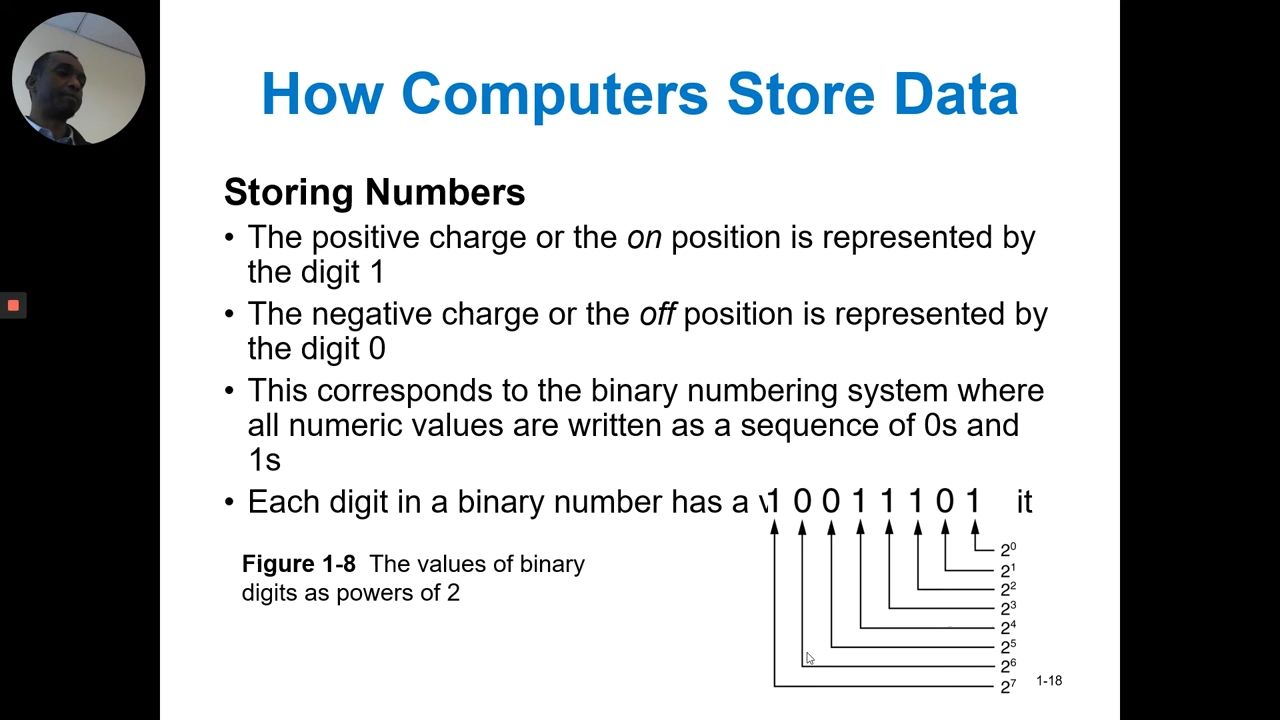 How Computers Store Data
Storing Numbers
• The positive charge or the on position is represented by
the digit 1
• The negative charge or the off position is represented by
the digit 0
• This corresponds to the binary numbering system where
all numeric values are written as a sequence of 0s and
1s
• Each digit in a binary number has a
1 0 0 1 1 1 0 1
it
Figure 1-8 The values of binary
digits as powers of 2
2⁰
2¹
2²
2³
2⁴
2⁵
2⁶
2⁷
1-18